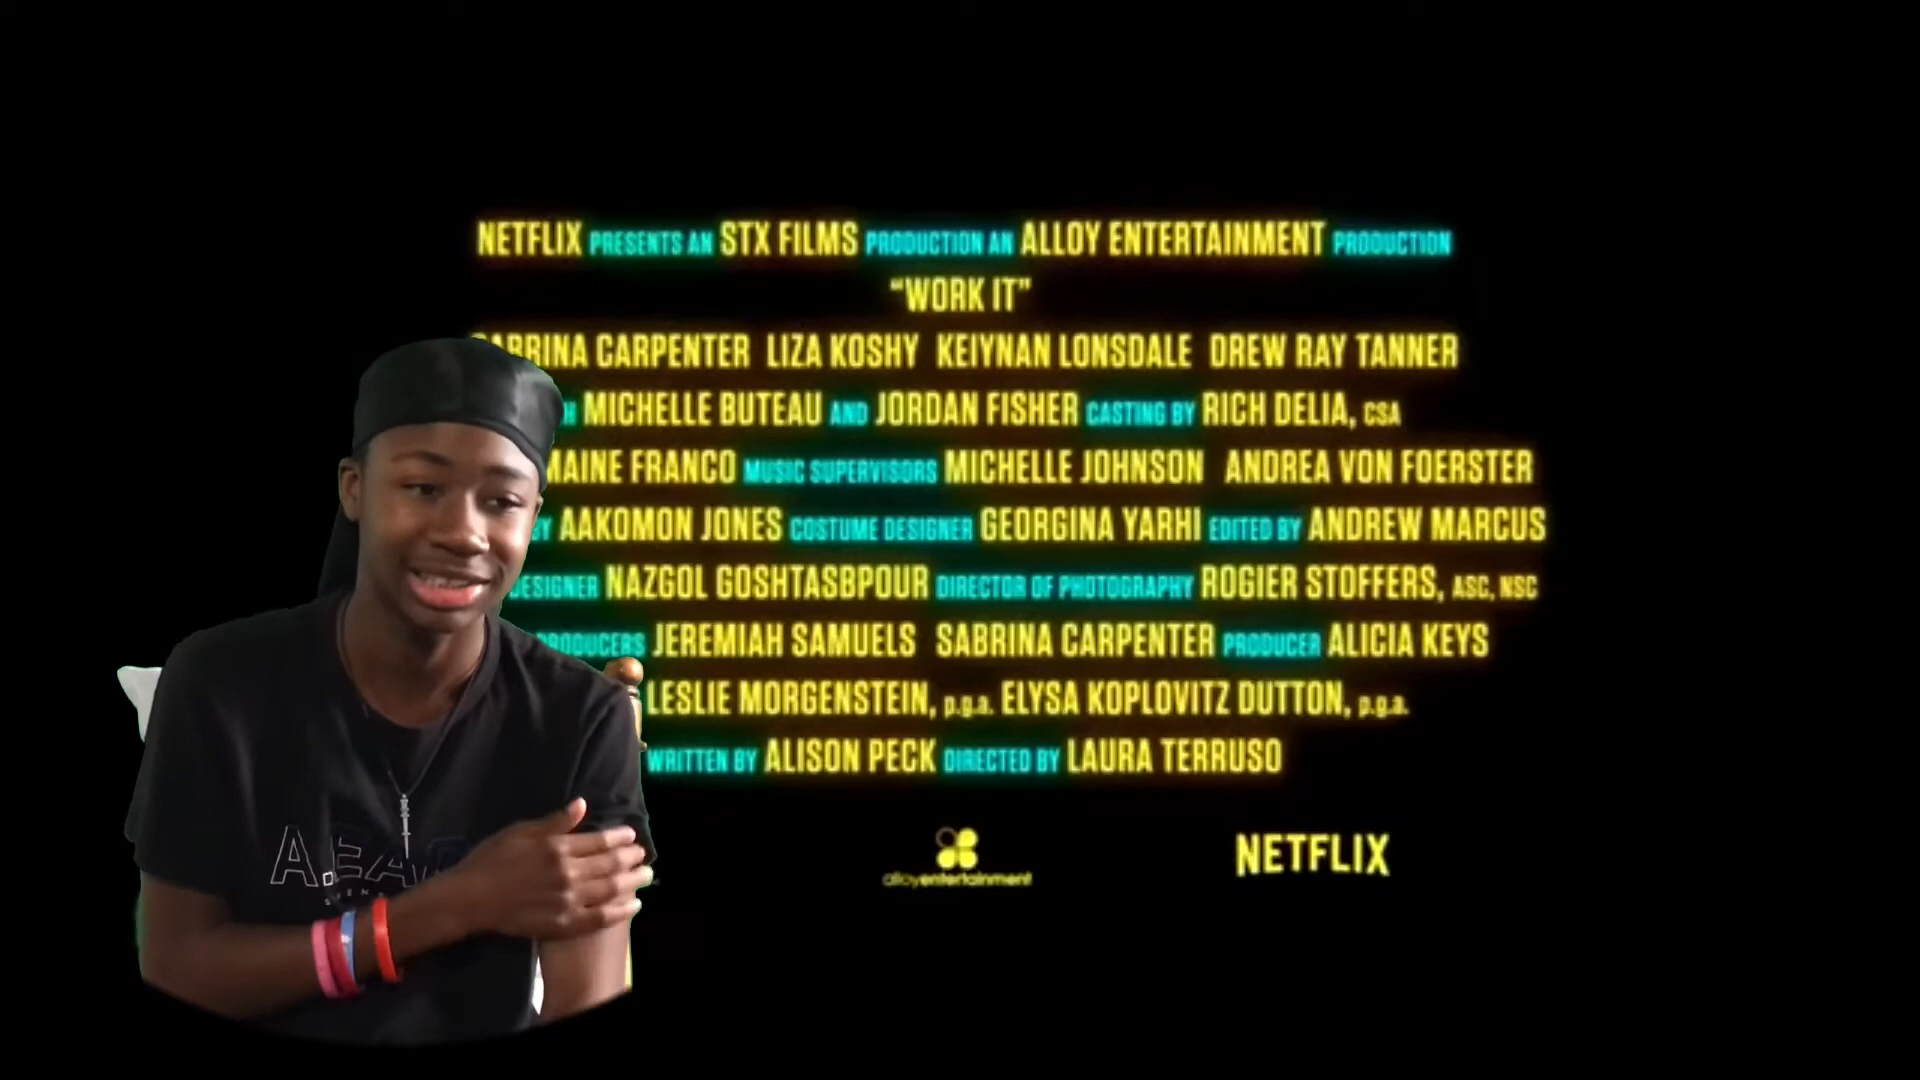 NETFLIX PRESENTS AN STX FILMS PRODUCTION AN ALLOY ENTERTAINMENT PRODUCTION
“WORK IT”
CARPENTER LIZA KOSHY KEIYNAN LONSDALE DREW RAY TANNER
MICHELLE BUTEAU AND JORDAN FISHER CASTING BY RICH DELIA, CSA
FRANCO MUSIC SUPERVISORS MICHELLE JOHNSON ANDREA VON FOERSTER
BY AAKOMON JONES COSTUME DESIGNER GEORGINA YARHI EDITED BY ANDREW MARCUS
DESIGNER NAZGOL GOSHTASBPOUR DIRECTOR OF PHOTOGRAPHY ROGIER STOFFERS, ASC, NSC
PRODUCERS JEREMIAH SAMUELS SABRINA CARPENTER PRODUCER ALICIA KEYS
LESLIE MORGENSTEIN, p.g.a. ELYSA KOPLOVITZ DUTTON, p.g.a.
WRITTEN BY ALISON PECK DIRECTED BY LAURA TERRUSO
alloyentertainment
NETFLIX